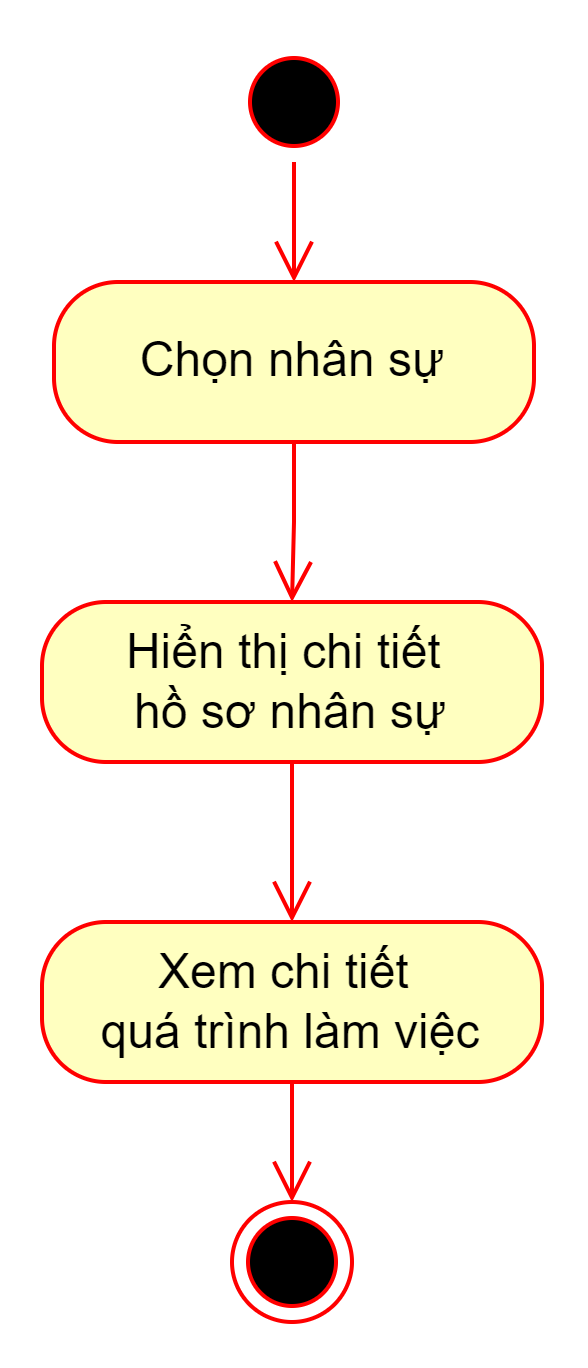 Chọn nhân sự
Hiển thị chi tiết
hồ sơ nhân sự
Xem chi tiết
quá trình làm việc